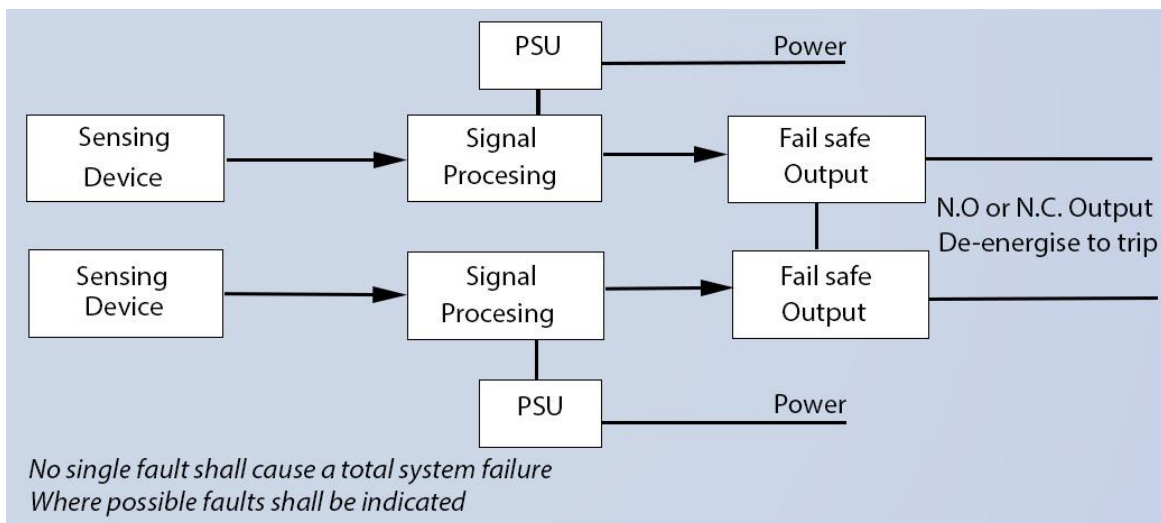 PSU
Power
Sensing
Device
Signal
Procesing
Fail safe
Output
N.O or N.C. Output
De-energise to trip
Sensing
Device
Signal
Procesing
Fail safe
Output
PSU
Power
No single fault shall cause a total system failure
Where possible faults shall be indicated